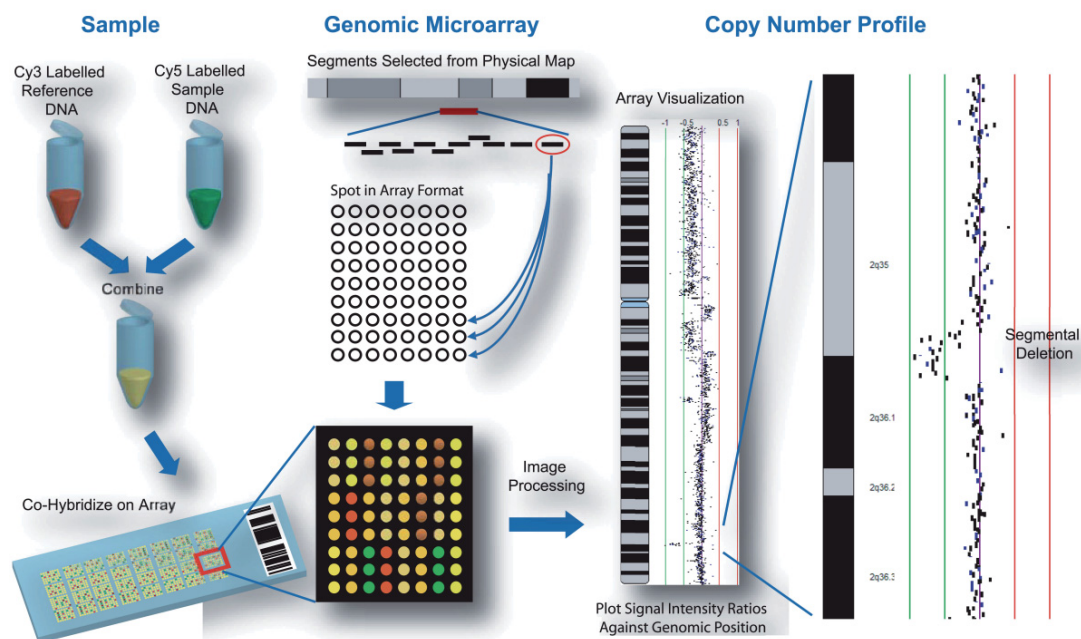 Sample
Genomic Microarray
Copy Number Profile
Cy3 Labelled
Reference
DNA
Cy5 Labelled
Sample
DNA
Combine
Co-Hybridize on Array
Segments Selected from Physical Map
Spot in Array Format
Image
Processing
Array Visualization
-1 -0.5 0.5 1
Plot Signal Intensity Ratios
Against Genomic Position
2q35
2q36.1
2q36.2
2q36.3
Segmental
Deletion